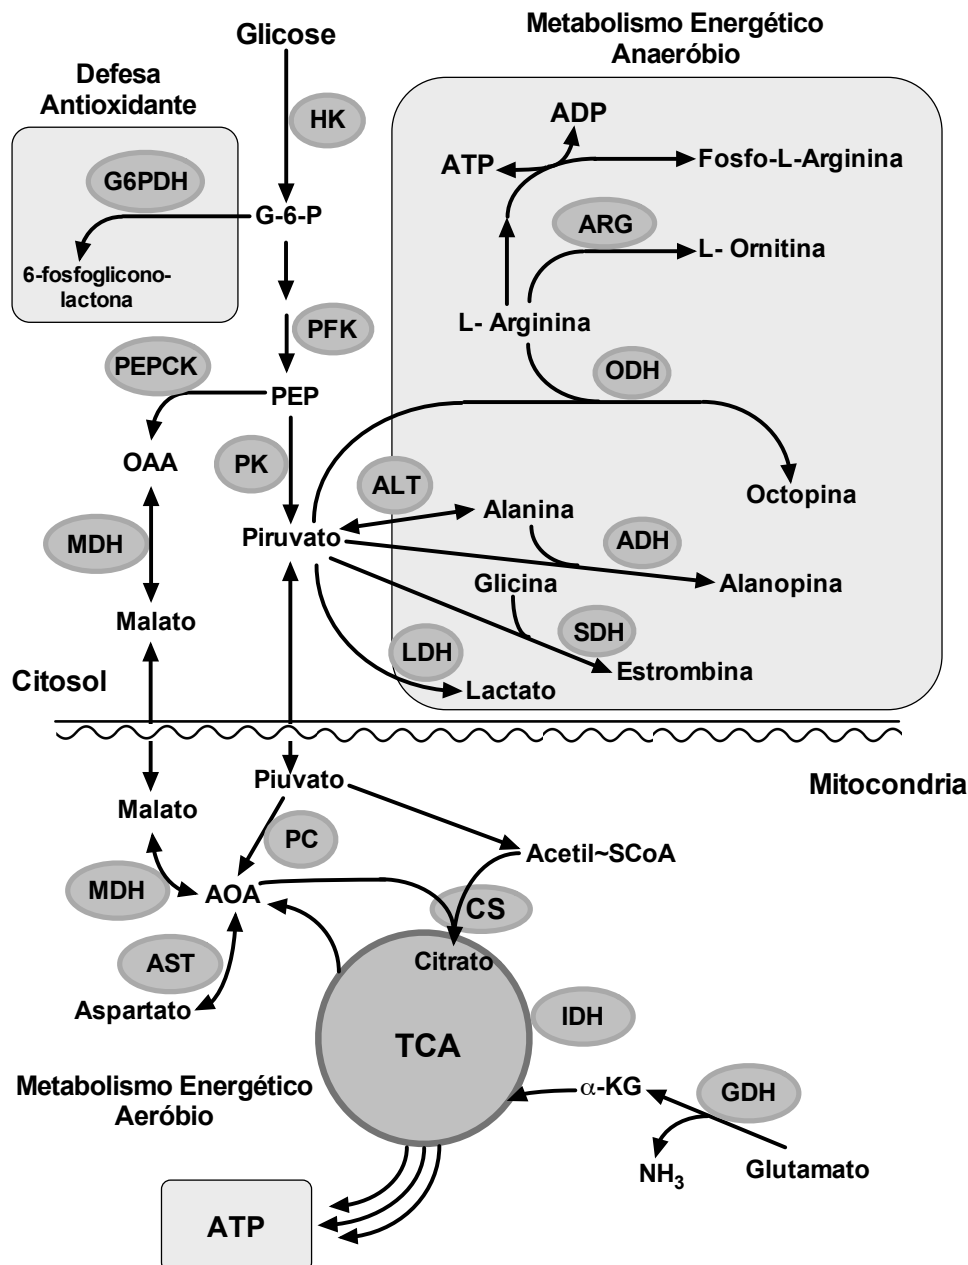 Glicose
Metabolismo Energético
Anaeróbio
Defesa
Antioxidante
HK
ADP
ATP
Fosfo-L-Arginina
G6PDH
G-6-P
ARG
L- Ornitina
6-fosfoglicono-
lactona
PFK
L- Arginina
PEPCK
PEP
ODH
OAA
PK
ALT
Octopina
Alanina
MDH
Piruvato
ADH
Glicina
Alanopina
Malato
SDH
LDH
Estrombina
Citosol
Lactato
Piuvato
Mitocondria
Malato
PC
Acetil~SCoA
MDH
AOA
CS
AST
Citrato
Aspartato
IDH
TCA
Metabolismo Energético
Aeróbio
α-KG
GDH
NH₃
Glutamato
ATP